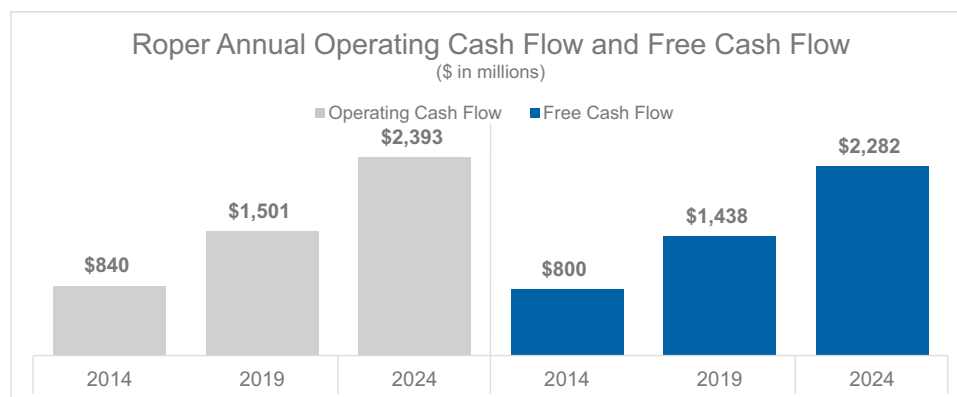 Roper Annual Operating Cash Flow and Free Cash Flow
($ in millions)
Operating Cash Flow Free Cash Flow
$2,393 $2,282
$1,501 $1,438
$840 $800
2014 2019 2024 2014 2019 2024